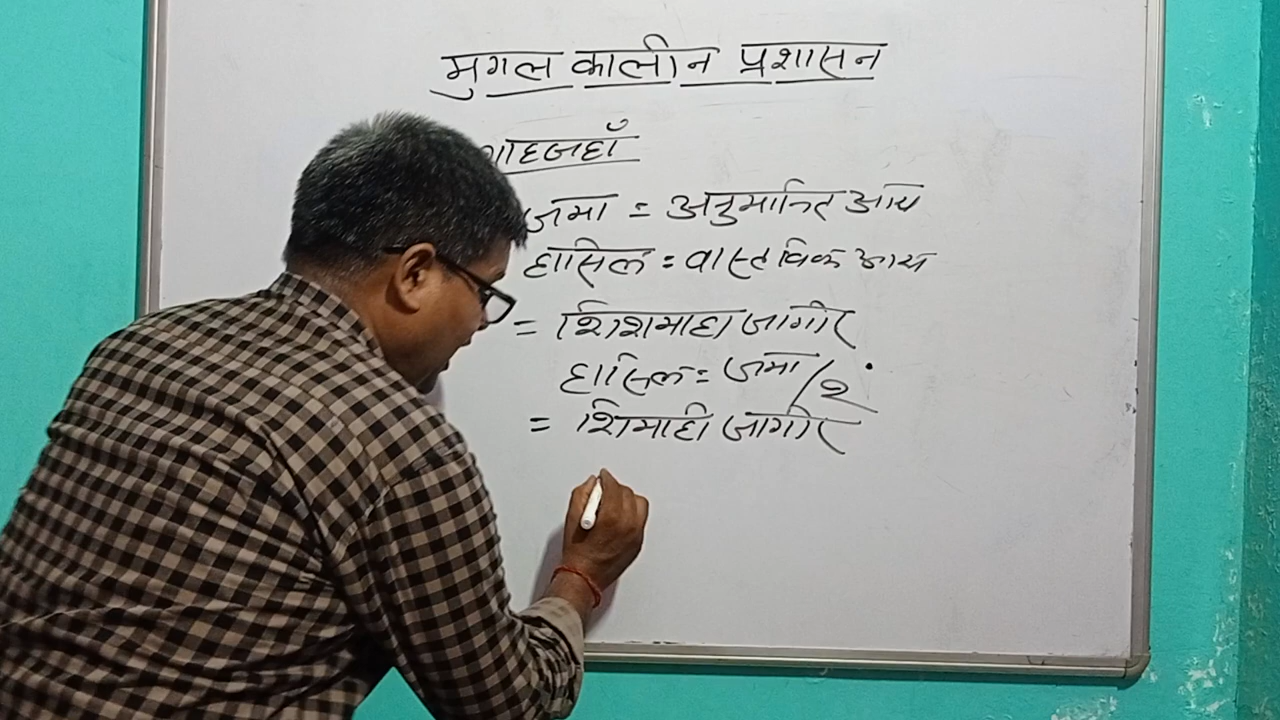 मुगल कालीन प्रशासन
शाहजहाँ
जमा = अनुमानित आय
हासिल = वास्तविक आय
= शिशमाहा जागीर
हासिल = जमा/2
= शिमाही जागीर